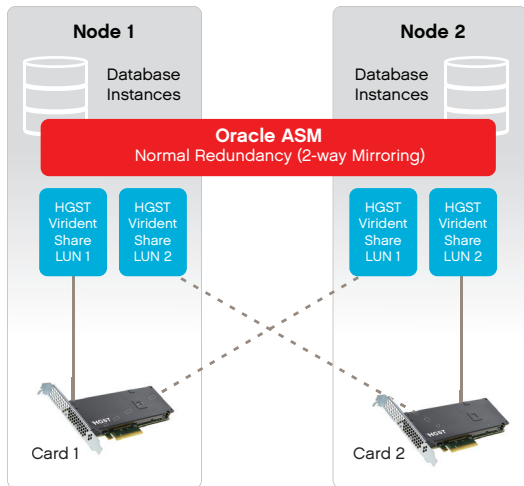 Node 1
Node 2
Database
Instances
Database
Instances
Oracle ASM
Normal Redundancy (2-way Mirroring)
HGST
Virident
Share
LUN 1
HGST
Virident
Share
LUN 2
HGST
Virident
Share
LUN 1
HGST
Virident
Share
LUN 2
HGST
HGST
Card 1
Card 2